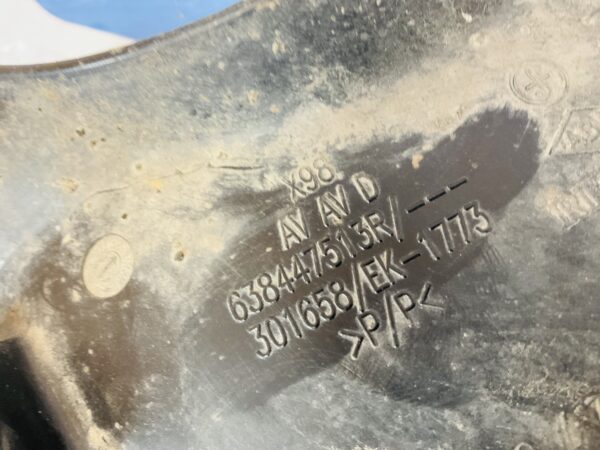 X98
AV AV D
638447513R/---
301658/EK-1773
>P/P<